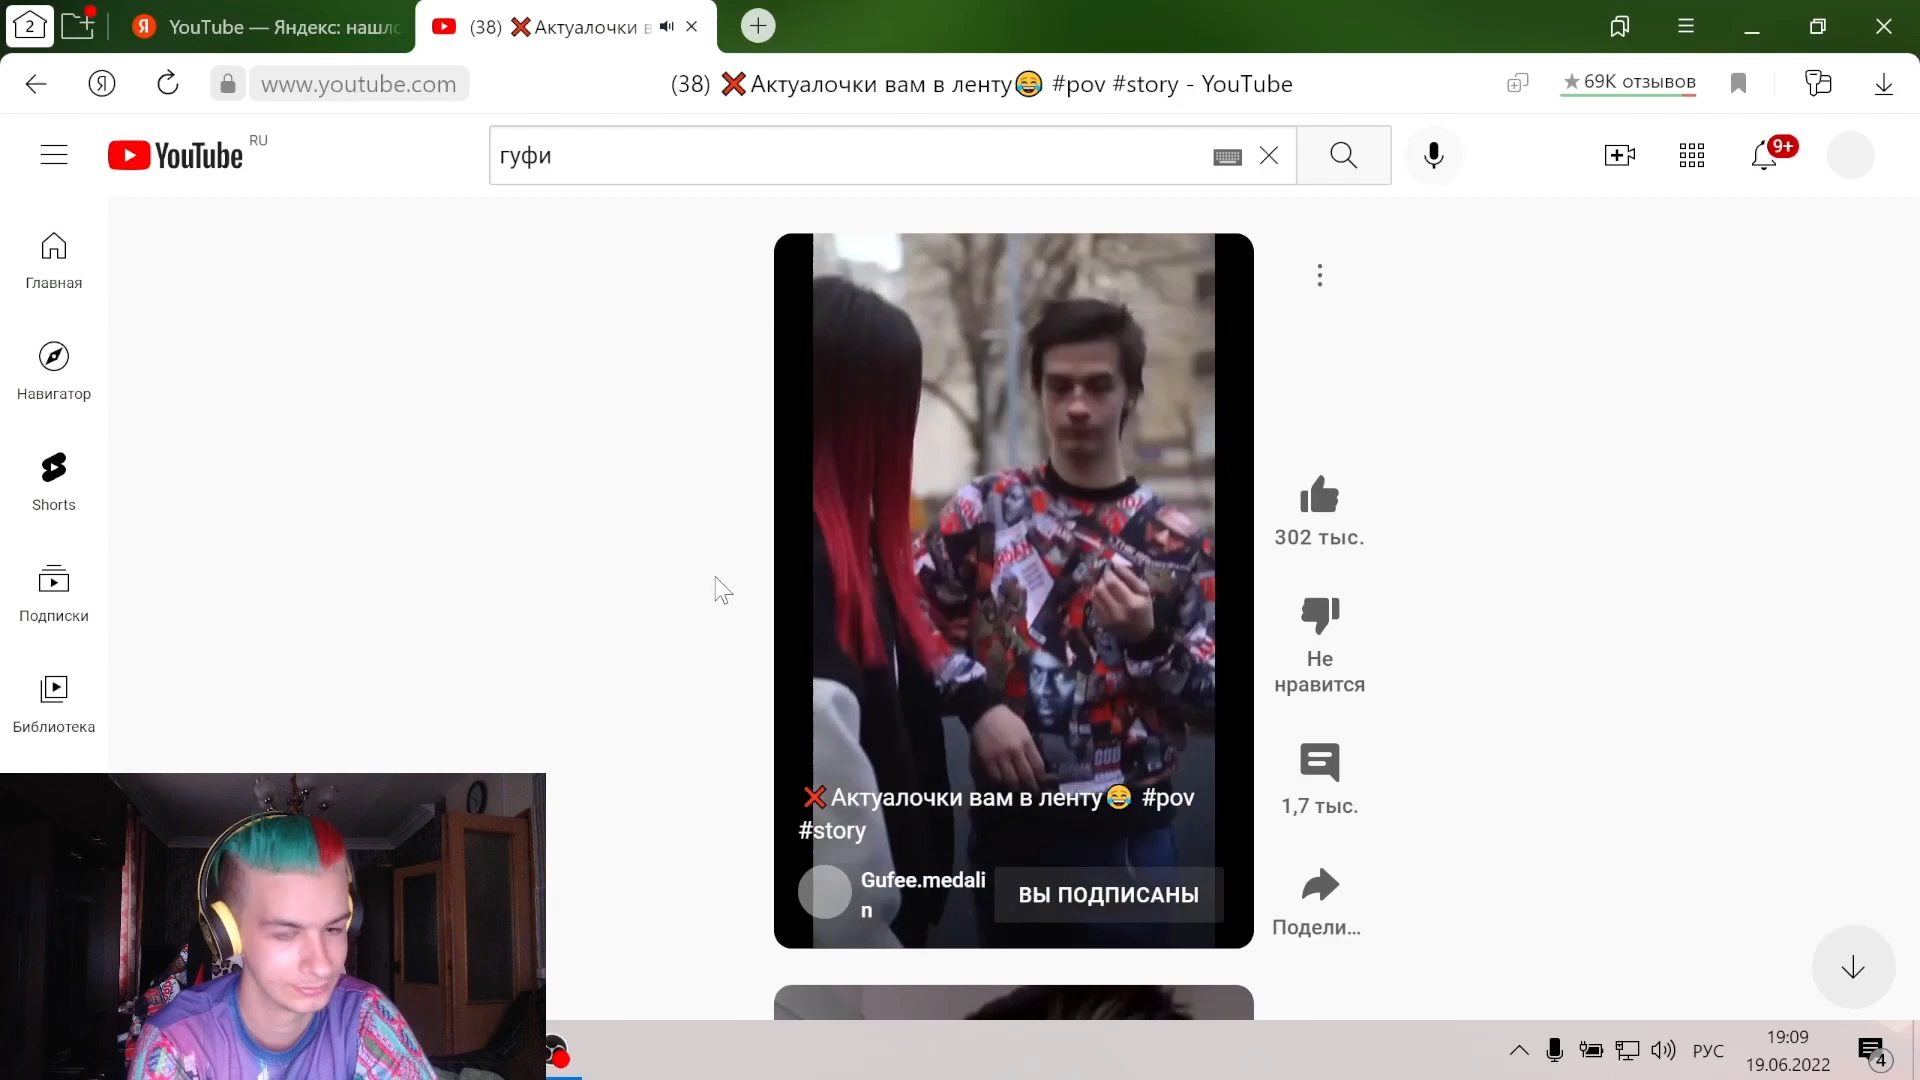 2
YouTube — Яндекс: нашло
(38) ❌Актуалочки в
www.youtube.com
(38) ❌Актуалочки вам в ленту😂 #pov #story - YouTube
★ 69K отзывов
YouTube RU
гуфи
9+
Главная
Навигатор
Shorts
Подписки
Библиотека
302 тыс.
Не
нравится
1,7 тыс.
Подели...
❌Актуалочки вам в ленту😂 #pov
#story
Gufee.medali
n
ВЫ ПОДПИСАНЫ
РУС
19:09
19.06.2022
4